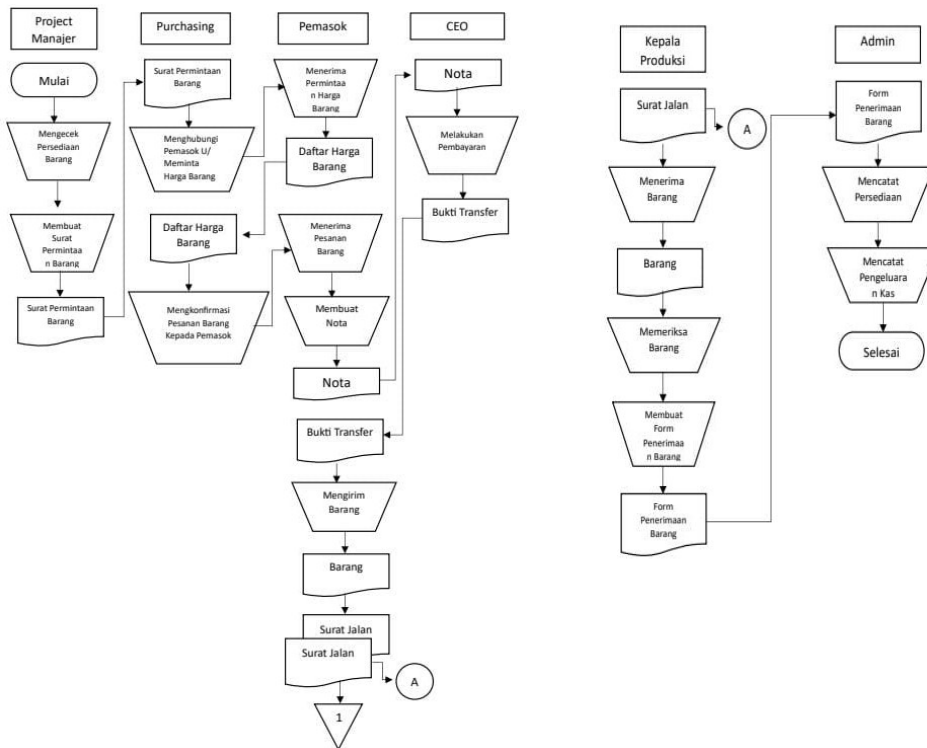 Project
Manajer
Mulai
Mengecek
Persediaan
Barang
Membuat
Surat
Permintaa
n Barang
Surat Permintaan
Barang
Purchasing
Surat Permintaan
Barang
Menghubungi
Pemasok U/
Meminta
Harga Barang
Daftar Harga
Barang
Mengkonfirmasi
Pesanan Barang
Kepada Pemasok
Pemasok
Menerima
Permintaa
n Harga
Barang
Daftar Harga
Barang
Menerima
Pesanan
Barang
Membuat
Nota
Nota
Bukti Transfer
Mengirim
Barang
Barang
Surat Jalan
Surat Jalan
A
1
CEO
Nota
Melakukan
Pembayaran
Bukti Transfer
Kepala
Produksi
Surat Jalan
A
Menerima
Barang
Barang
Memeriksa
Barang
Membuat
Form
Penerimaa
n Barang
Form
Penerimaan
Barang
Admin
Form
Penerimaan
Barang
Mencatat
Persediaan
Mencatat
Pengeluara
n Kas
Selesai